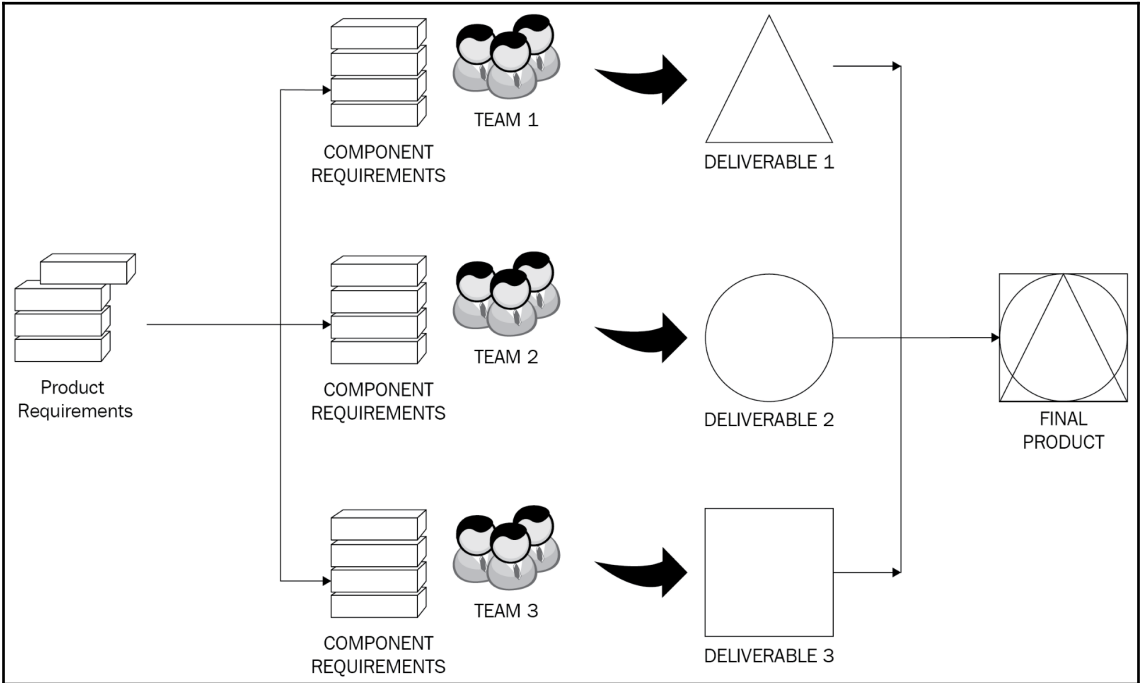 TEAM 1
COMPONENT
REQUIREMENTS
DELIVERABLE 1
Product
Requirements
TEAM 2
COMPONENT
REQUIREMENTS
DELIVERABLE 2
FINAL
PRODUCT
TEAM 3
COMPONENT
REQUIREMENTS
DELIVERABLE 3